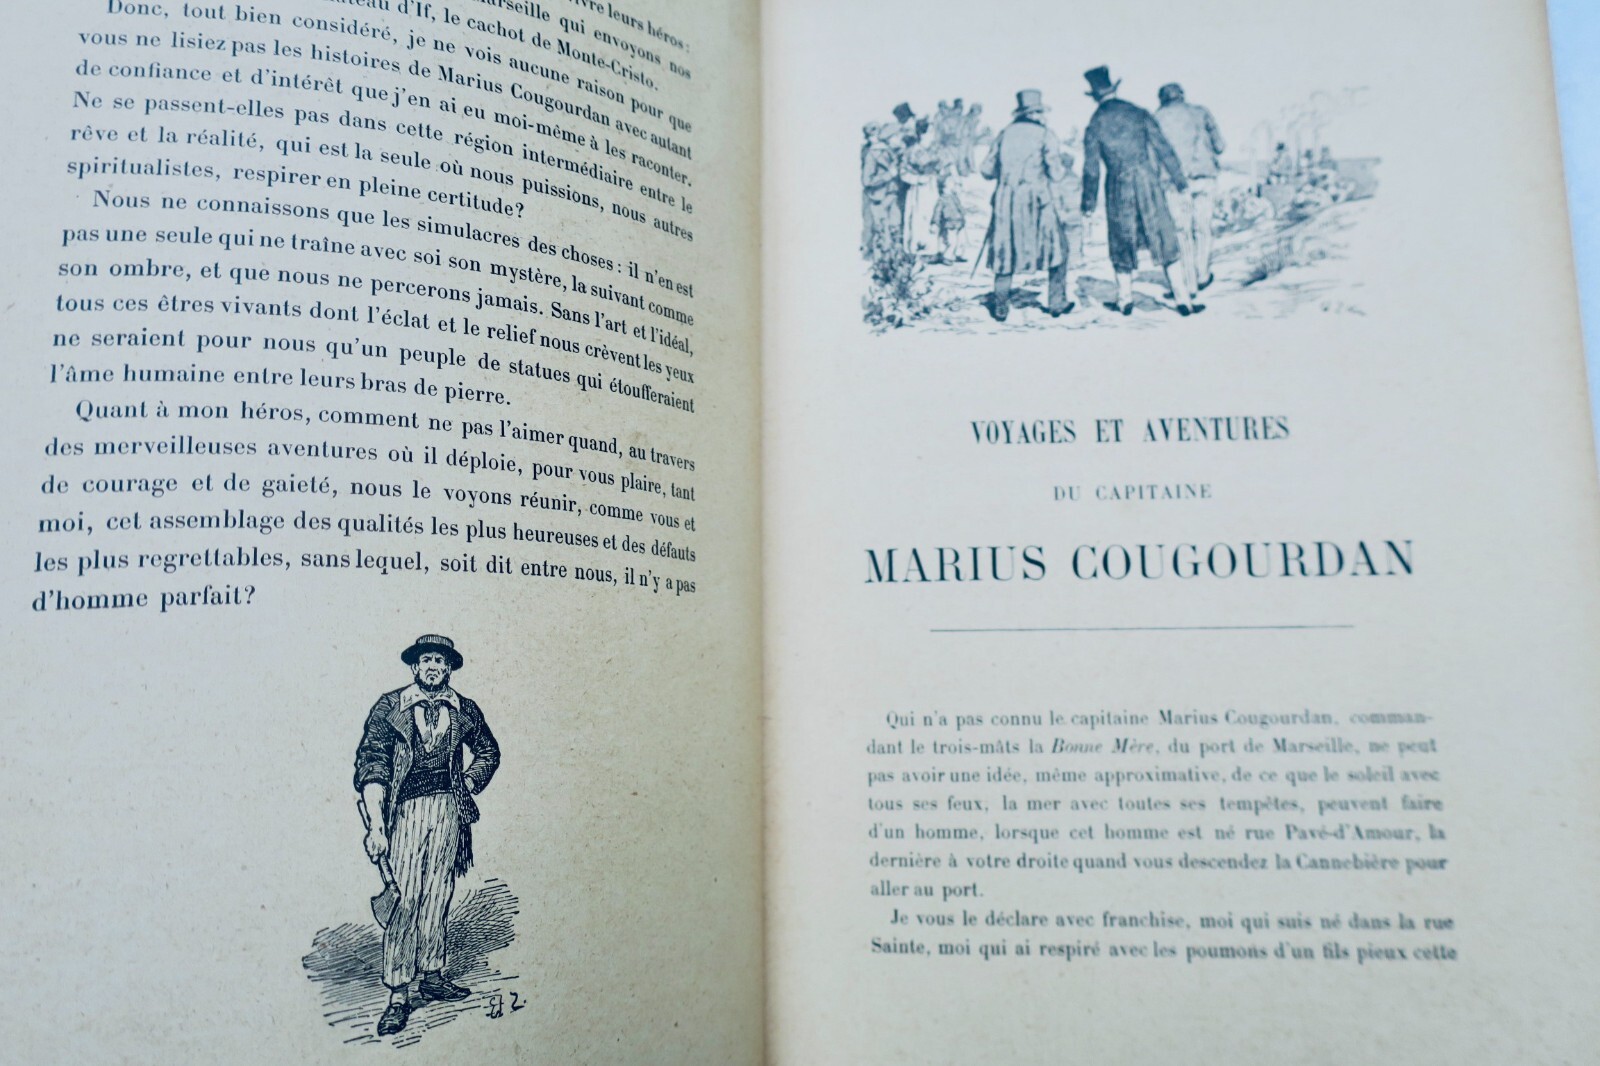 vivre leurs héros:
Marseille qui envoyons nos
château d'If, le cachot de Monte-Cristo.
Donc, tout bien considéré, je ne vois aucune raison pour que
vous ne lisiez pas les histoires de Marius Cougourdan avec autant
de confiance et d'intérêt que j'en ai eu moi-même à les raconter.
Ne se passent-elles pas dans cette région intermédiaire entre le
rêve et la réalité, qui est la seule où nous puissions, nous autres
spiritualistes, respirer en pleine certitude?
Nous ne connaissons que les simulacres des choses: il n'en est
pas une seule qui ne traîne avec soi son mystère, la suivant comme
son ombre, et que nous ne percerons jamais. Sans l'art et l'idéal,
tous ces êtres vivants dont l'éclat et le relief nous crèvent les yeux
ne seraient pour nous qu'un peuple de statues qui étoufferaient
l'âme humaine entre leurs bras de pierre.
Quant à mon héros, comment ne pas l'aimer quand, au travers
des merveilleuses aventures où il déploie, pour vous plaire, tant
de courage et de gaieté, nous le voyons réunir, comme vous et
moi, cet assemblage des qualités les plus heureuses et des défauts
les plus regrettables, sans lequel, soit dit entre nous, il n'y a pas
d'homme parfait?
VOYAGES ET AVENTURES
DU CAPITAINE
MARIUS COUGOURDAN
Qui n'a pas connu le capitaine Marius Cougourdan, comman-
dant le trois-mâts la Bonne Mère, du port de Marseille, ne peut
pas avoir une idée, même approximative, de ce que le soleil avec
tous ses feux, la mer avec toutes ses tempêtes, peuvent faire
d'un homme, lorsque cet homme est né rue Pavé-d'Amour, la
dernière à votre droite quand vous descendez la Cannebière pour
aller au port.
Je vous le déclare avec franchise, moi qui suis né dans la rue
Sainte, moi qui ai respiré avec les poumons d'un fils pieux cette